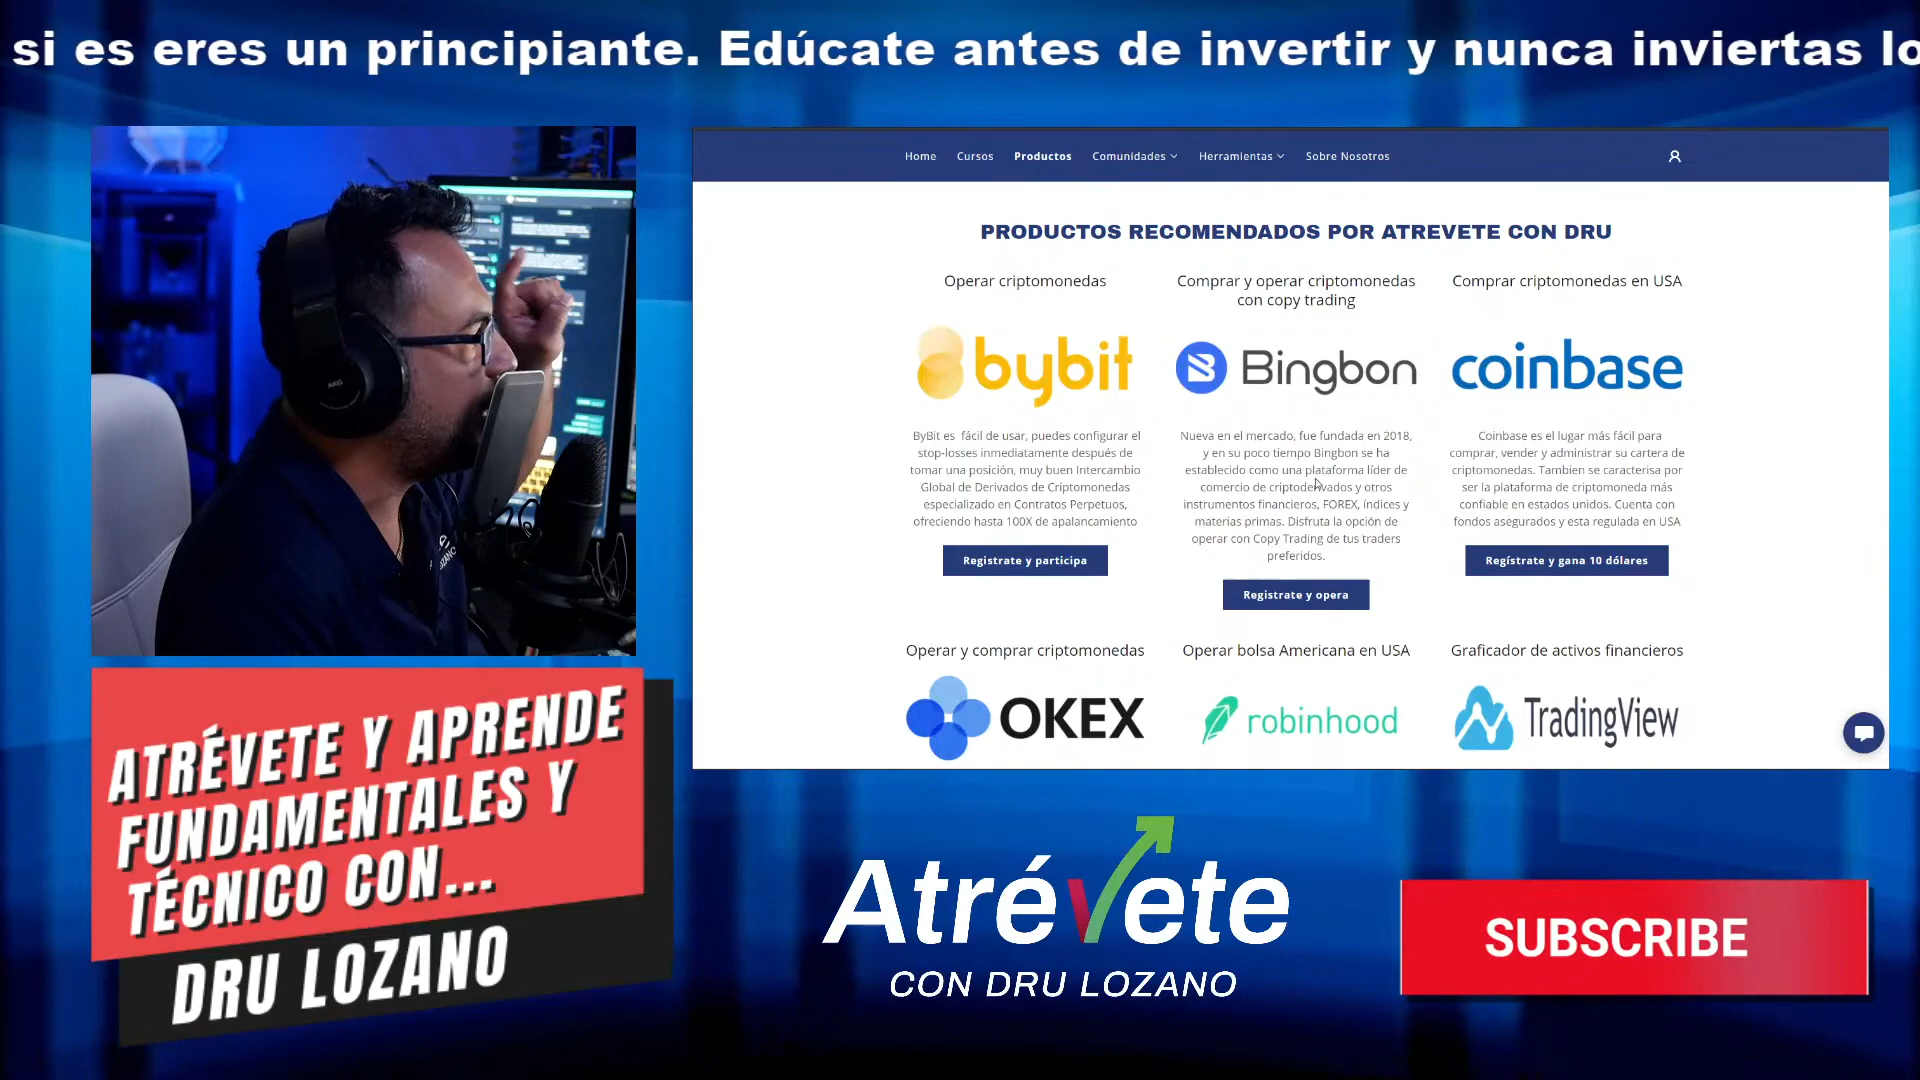 si es eres un principiante. Edúcate antes de invertir y nunca inviertas lo
Home Cursos Productos Comunidades Herramientas Sobre Nosotros
PRODUCTOS RECOMENDADOS POR ATREVETE CON DRU
Operar criptomonedas
bybit
ByBit es fácil de usar, puedes configurar el
stop-losses inmediatamente después de
tomar una posición, muy buen Intercambio
Global de Derivados de Criptomonedas
especializado en Contratos Perpetuos,
ofreciendo hasta 100X de apalancamiento
Registrate y participa
Comprar y operar criptomonedas
con copy trading
Bingbon
Nueva en el mercado, fue fundada en 2018,
y en su poco tiempo Bingbon se ha
establecido como una plataforma líder de
comercio de criptoderivados y otros
instrumentos financieros, FOREX, índices y
materias primas. Disfruta la opción de
operar con Copy Trading de tus traders
preferidos.
Registrate y opera
Comprar criptomonedas en USA
coinbase
Coinbase es el lugar más fácil para
comprar, vender y administrar su cartera de
criptomonedas. Tambien se caracterisa por
ser la plataforma de criptomoneda más
confiable en estados unidos. Cuenta con
fondos asegurados y esta regulada en USA
Regístrate y gana 10 dólares
Operar y comprar criptomonedas
OKEX
Operar bolsa Americana en USA
robinhood
Graficador de activos financieros
TradingView
AKG
ATRÉVETE Y APRENDE
FUNDAMENTALES Y
TÉCNICO CON...
DRU LOZANO
Atrévete
CON DRU LOZANO
SUBSCRIBE